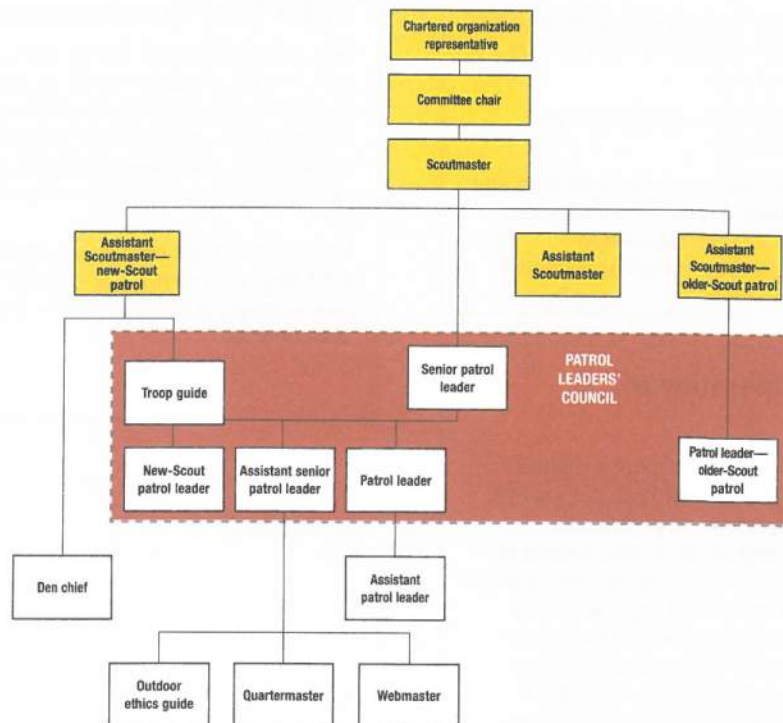 Chartered organization
representative
Committee chair
Scoutmaster
Assistant
Scoutmaster—
new-Scout
patrol
Assistant
Scoutmaster
Assistant
Scoutmaster—
older-Scout patrol
Troop guide
Senior patrol
leader
PATROL
LEADERS'
COUNCIL
New-Scout
patrol leader
Assistant senior
patrol leader
Patrol leader
Patrol leader—
older-Scout
patrol
Den chief
Assistant
patrol leader
Outdoor
ethics guide
Quartermaster
Webmaster